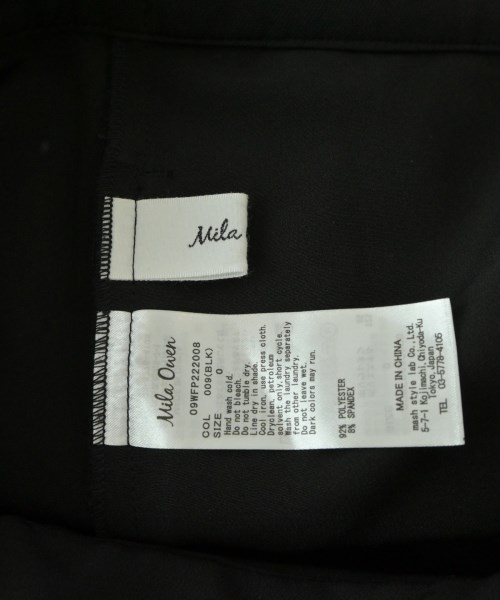 Mila
Mila Owen
09WFP222008
COL 009(BLK)
SIZE 0
Hand wash cold.
Do not bleach.
Do not tumble dry.
Line dry in shade.
Cool iron, use press cloth.
Dryclean, petroleum
solvent only, short cycle.
Wash the laundry separately
from other laundry.
Do not leave wet.
Dark colors may run.
92% POLYESTER
8% SPANDEX
MADE IN CHINA
mash style lab Co., Ltd.
5-7-1 Kojimachi, Chiyoda-Ku
Tokyo, Japan
TEL 03-5778-4105